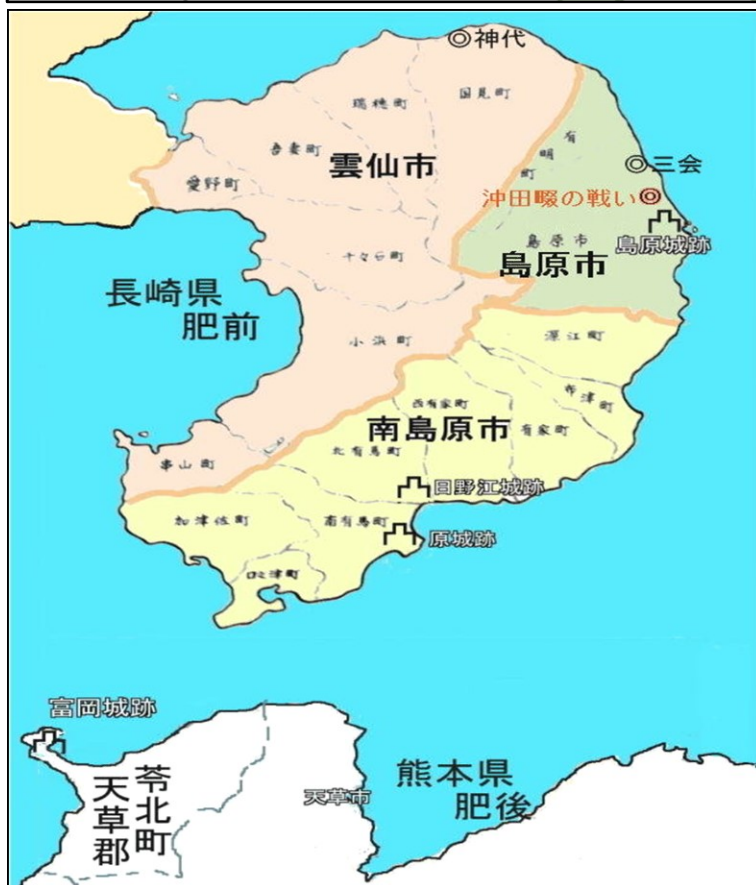 神代
国見町
瑞穂町
吾妻町
雲仙市
愛野町
有
明
町
三会
沖田畷の戦い
島原市
島原城跡
島原市
千々石町
長崎県
肥前
小浜町
深江町
布津町
西有家町
有家町
南島原市
北有馬町
串山町
日野江城跡
加津佐町
南有馬町
原城跡
口之津町
富岡城跡
苓北町
天草郡
天草市
熊本県
肥後